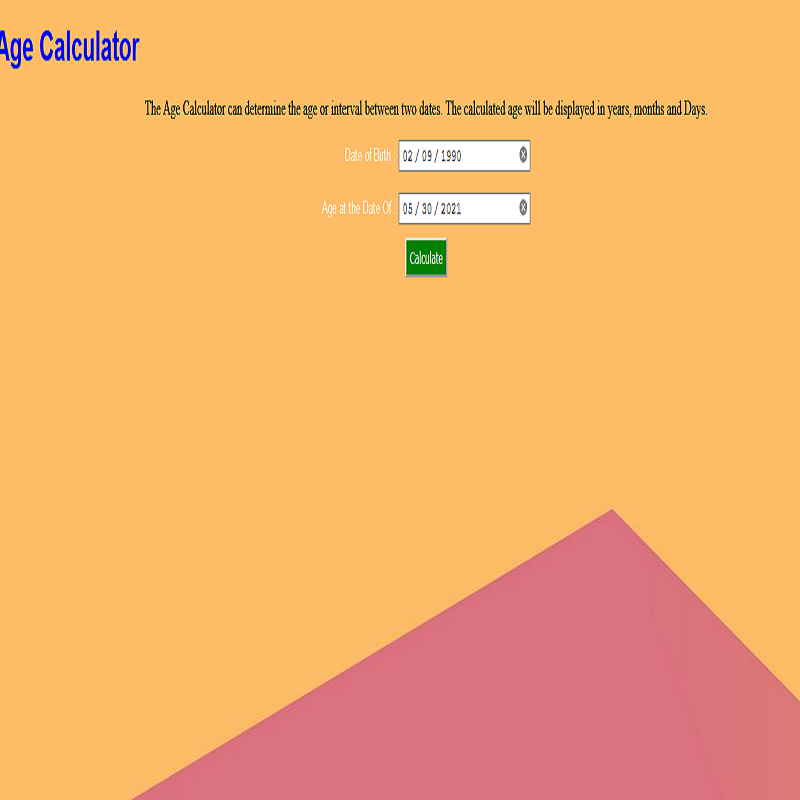 Age Calculator
The Age Calculator can determine the age or interval between two dates. The calculated age will be displayed in years, months and Days.
Date of Birth : 02 / 09 / 1990
Age at the Date Of : 05 / 30 / 2021
Calculate